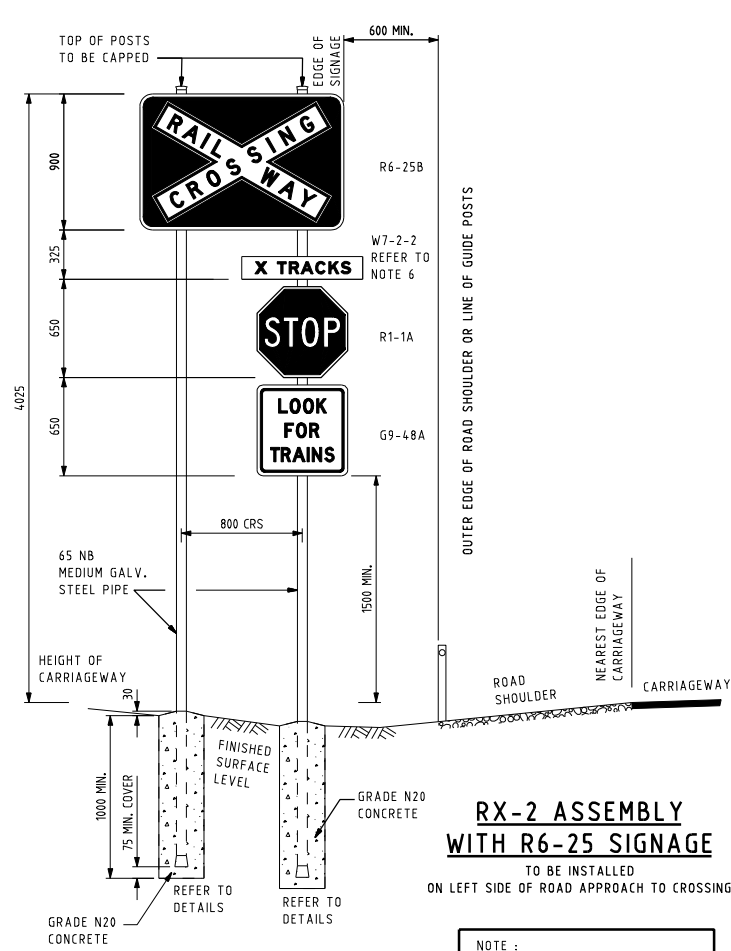 TOP OF POSTS
TO BE CAPPED
EDGE OF
SIGNAGE
600 MIN.
RAIL WAY
CROSSING
900
R6-25B
W7-2-2
REFER TO
NOTE 6
325
X TRACKS
650
STOP
R1-1A
4025
650
LOOK
FOR
TRAINS
G9-48A
OUTER EDGE OF ROAD SHOULDER OR LINE OF GUIDE POSTS
800 CRS
65 NB
MEDIUM GALV.
STEEL PIPE
1500 MIN.
NEAREST EDGE OF
CARRIAGEWAY
HEIGHT OF
CARRIAGEWAY
30
ROAD
SHOULDER
CARRIAGEWAY
FINISHED
SURFACE
LEVEL
1000 MIN.
75 MIN. COVER
GRADE N20
CONCRETE
REFER TO
DETAILS
REFER TO
DETAILS
GRADE N20
CONCRETE
RX-2 ASSEMBLY
WITH R6-25 SIGNAGE
TO BE INSTALLED
ON LEFT SIDE OF ROAD APPROACH TO CROSSING
NOTE :